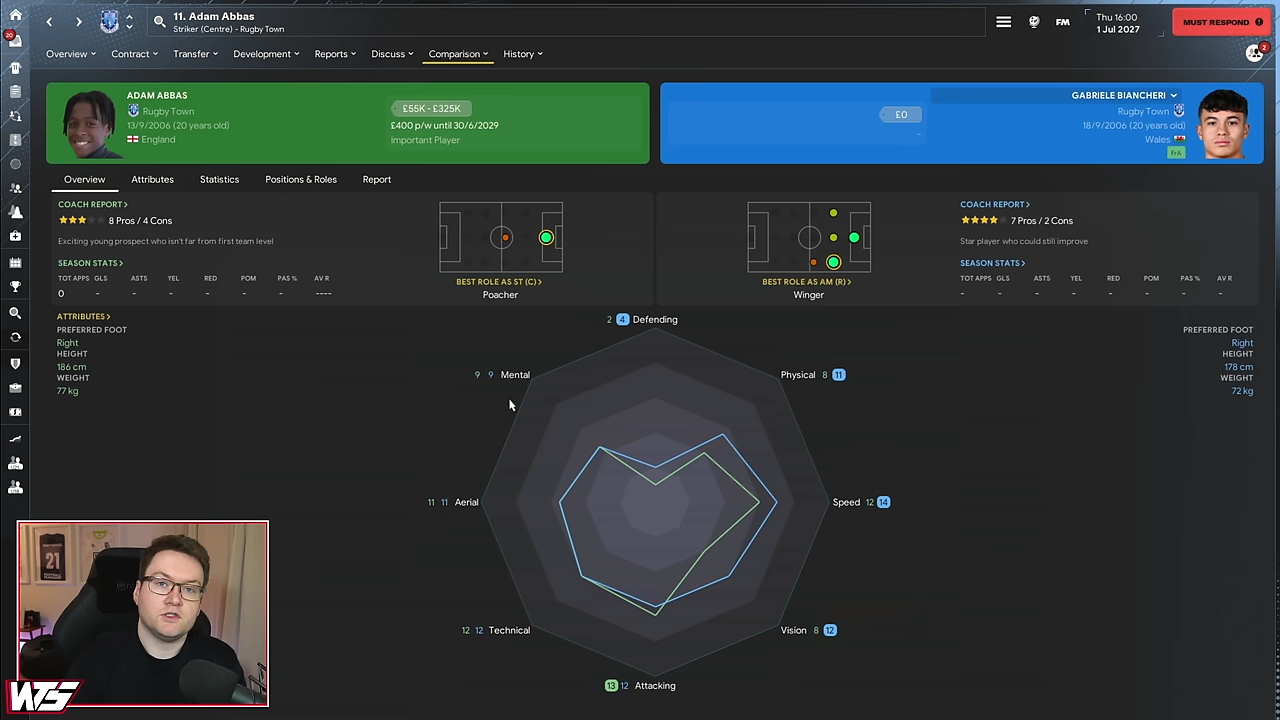 11. Adam Abbas
Striker (Centre) - Rugby Town
FM
Thu 16:00
1 Jul 2027
MUST RESPOND
20
2
Overview
Contract
Transfer
Development
Reports
Discuss
Comparison
History
ADAM ABBAS
Rugby Town
13/9/2006 (20 years old)
England
£55K - £325K
£400 p/w until 30/6/2029
Important Player
£0
-
GABRIELE BIANCHERI
Rugby Town
18/9/2006 (20 years old)
Wales
FrA
Overview
Attributes
Statistics
Positions & Roles
Report
COACH REPORT >
8 Pros / 4 Cons
Exciting young prospect who isn't far from first team level
SEASON STATS >
TOT APPS GLS ASTS YEL RED POM PAS % AV R
0 - - - - - - ----
BEST ROLE AS ST (C) >
Poacher
BEST ROLE AS AM (R) >
Winger
COACH REPORT >
7 Pros / 2 Cons
Star player who could still improve
SEASON STATS >
TOT APPS GLS ASTS YEL RED POM PAS % AV R
- - - - - - - -
ATTRIBUTES >
PREFERRED FOOT
Right
HEIGHT
186 cm
WEIGHT
77 kg
2 4 Defending
9 9 Mental
Physical 8 11
11 11 Aerial
Speed 12 14
12 12 Technical
Vision 8 12
13 12 Attacking
PREFERRED FOOT
Right
HEIGHT
178 cm
WEIGHT
72 kg
21
WTS